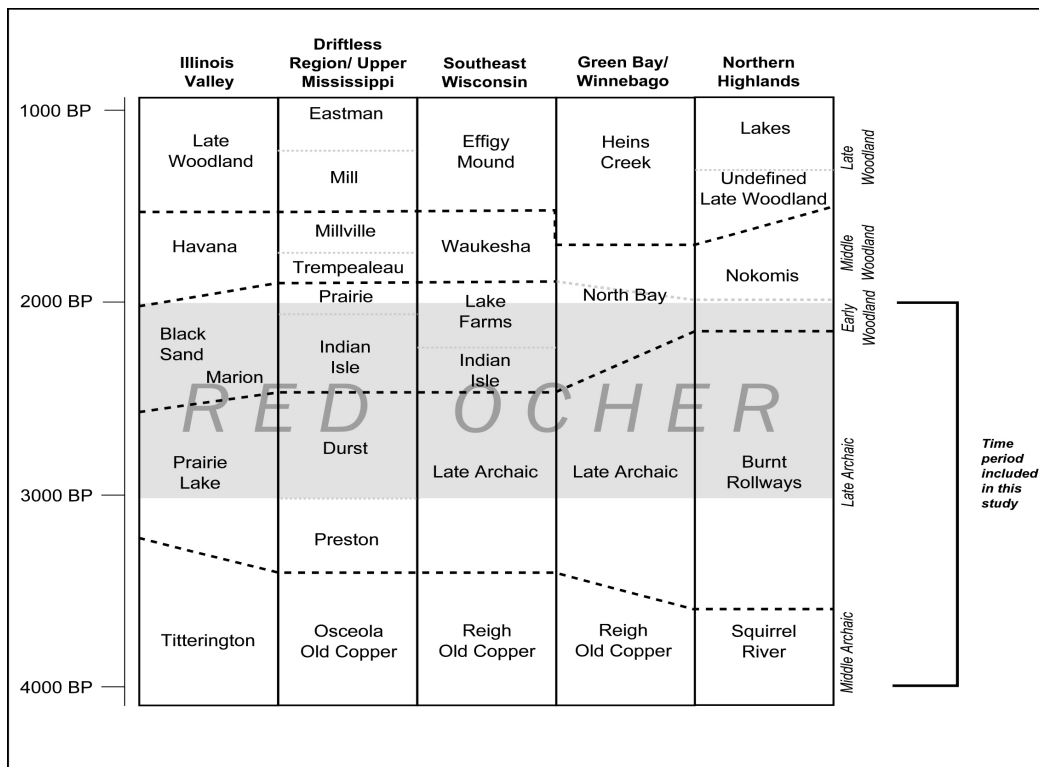 Illinois
Valley
Driftless
Region/ Upper
Mississippi
Southeast
Wisconsin
Green Bay/
Winnebago
Northern
Highlands
1000 BP
2000 BP
3000 BP
4000 BP
Late
Woodland
Havana
Black
Sand
Marion
Prairie
Lake
Titterington
Eastman
Mill
Millville
Trempealeau
Prairie
Indian
Isle
Durst
Preston
Osceola
Old Copper
Effigy
Mound
Waukesha
Lake
Farms
Indian
Isle
Late Archaic
Reigh
Old Copper
Heins
Creek
North Bay
Late Archaic
Reigh
Old Copper
Lakes
Undefined
Late Woodland
Nokomis
Burnt
Rollways
Squirrel
River
RED OCHER
Late
Woodland
Middle
Woodland
Early
Woodland
Late Archaic
Middle Archaic
Time
period
included
in this
study